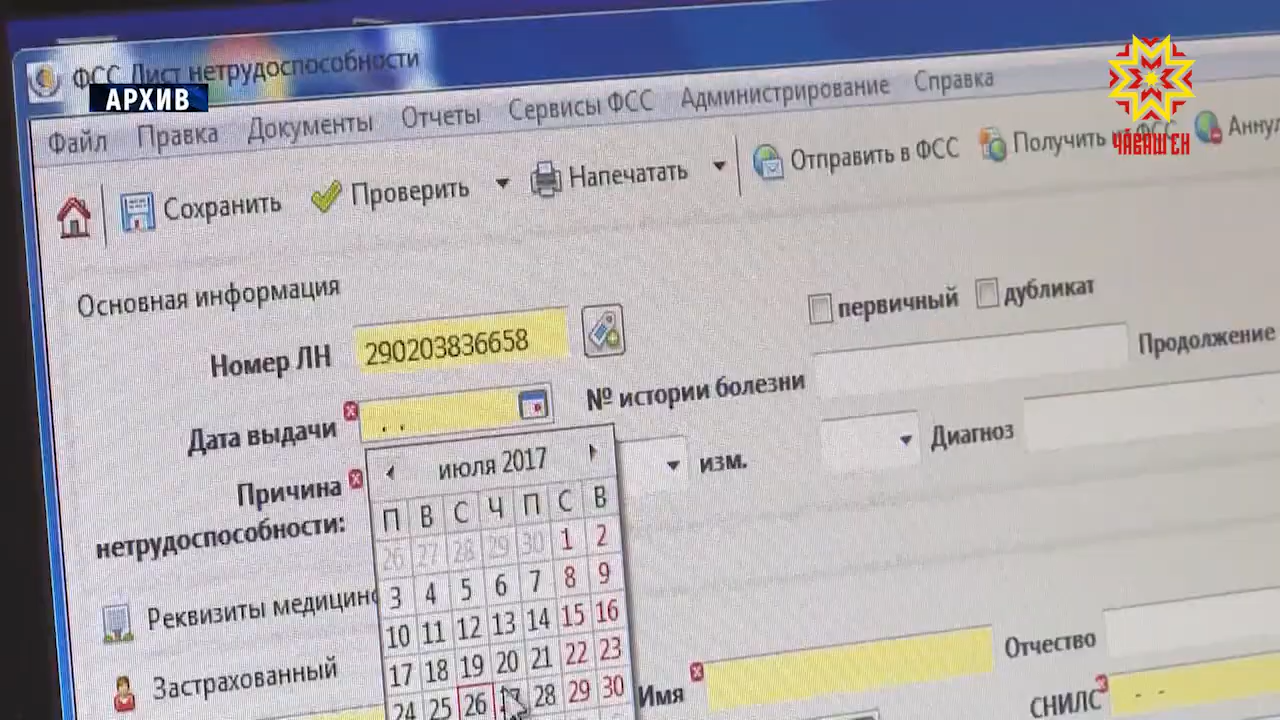 ФСС Лист нетрудоспособности
АРХИВ
ЧӐВАШ ЕН
Файл Правка Документы Отчеты Сервисы ФСС Администрирование Справка
Сохранить Проверить Напечатать Отправить в ФСС Получить из ФСС
Основная информация
первичный дубликат
Номер ЛН 290203836658
Продолжение
Дата выдачи . . № истории болезни
изм. Диагноз
Причина
нетрудоспособности:
июля 2017
П В С Ч П С В
26 27 28 29 30 1 2
3 4 5 6 7 8 9
10 11 12 13 14 15 16
17 18 19 20 21 22 23
24 25 26 28 29 30
Реквизиты
Застрахованный
Имя Отчество
СНИЛС - -